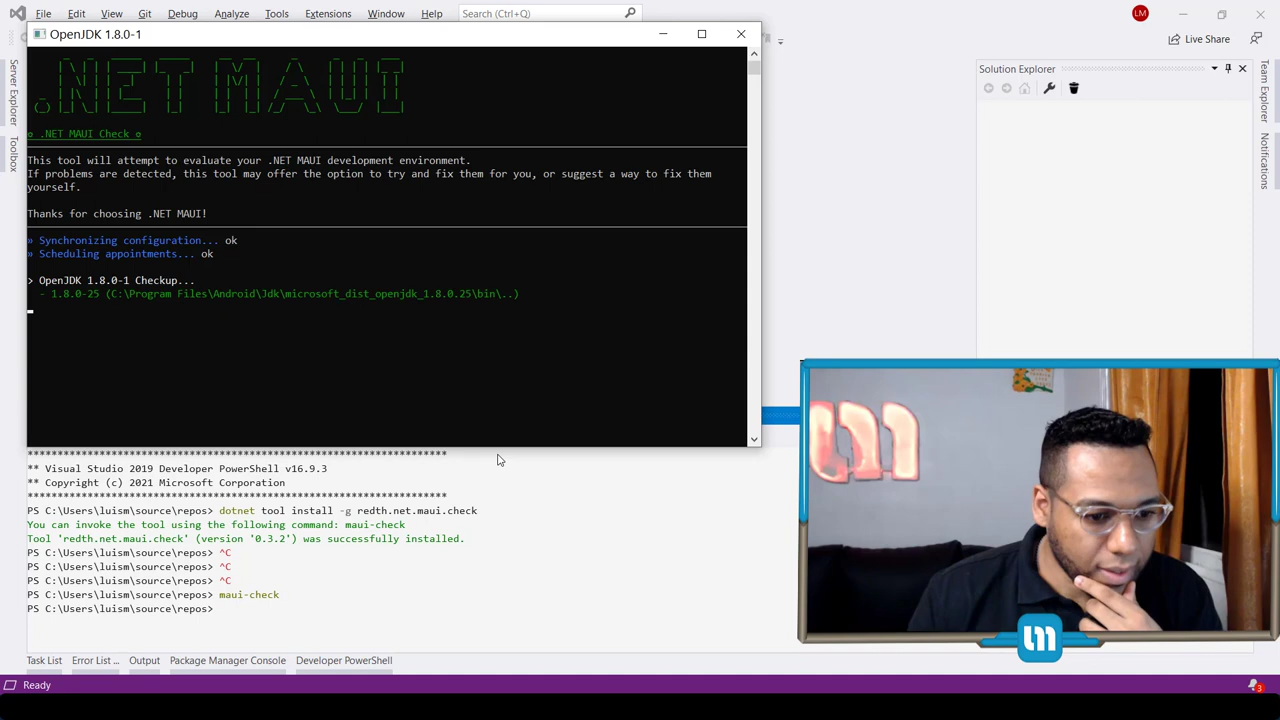 File Edit View Git Debug Analyze Tools Extensions Window Help Search (Ctrl+Q) LM
OpenJDK 1.8.0-1
Live Share
.NET MAUI
Server Explorer
Toolbox
Solution Explorer
Team Explorer
Notifications
.NET MAUI Check
This tool will attempt to evaluate your .NET MAUI development environment.
If problems are detected, this tool may offer the option to try and fix them for you, or suggest a way to fix them
yourself.
Thanks for choosing .NET MAUI!
» Synchronizing configuration... ok
» Scheduling appointments... ok
> OpenJDK 1.8.0-1 Checkup...
- 1.8.0-25 (C:\Program Files\Android\Jdk\microsoft_dist_openjdk_1.8.0.25\bin\..)
**********************************************************************
** Visual Studio 2019 Developer PowerShell v16.9.3
** Copyright (c) 2021 Microsoft Corporation
**********************************************************************
PS C:\Users\luism\source\repos> dotnet tool install -g redth.net.maui.check
You can invoke the tool using the following command: maui-check
Tool 'redth.net.maui.check' (version '0.3.2') was successfully installed.
PS C:\Users\luism\source\repos> ^C
PS C:\Users\luism\source\repos> ^C
PS C:\Users\luism\source\repos> ^C
PS C:\Users\luism\source\repos> maui-check
PS C:\Users\luism\source\repos>
Task List Error List ... Output Package Manager Console Developer PowerShell
Ready
3